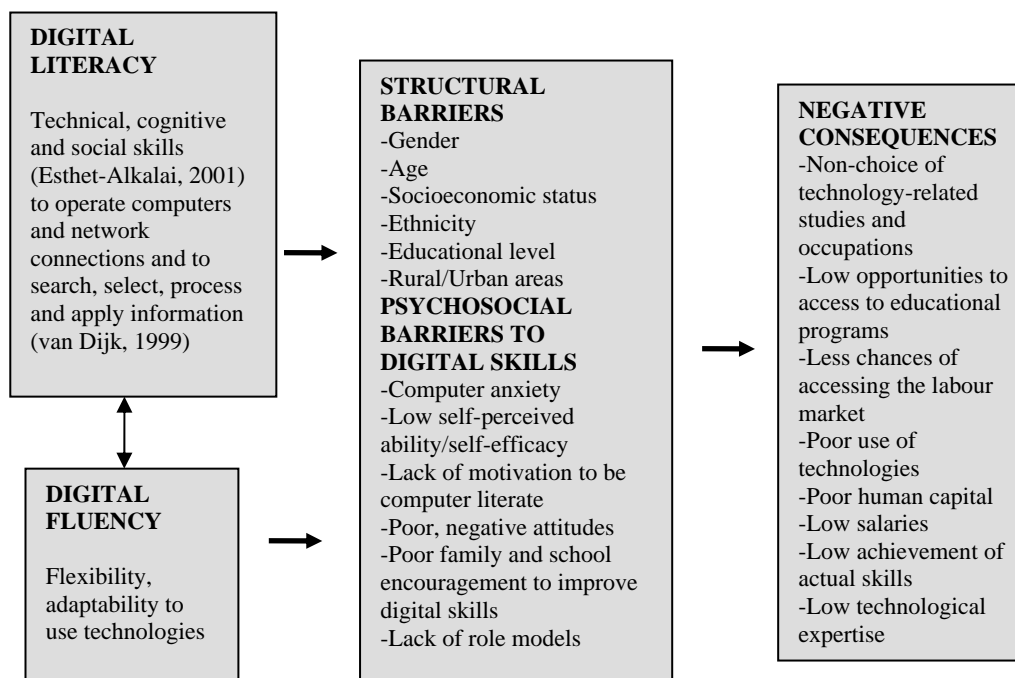 DIGITAL
LITERACY
Technical, cognitive
and social skills
(Esthet-Alkalai, 2001)
to operate computers
and network
connections and to
search, select, process
and apply information
(van Dijk, 1999)
DIGITAL
FLUENCY
Flexibility,
adaptability to
use technologies
STRUCTURAL
BARRIERS
-Gender
-Age
-Socioeconomic status
-Ethnicity
-Educational level
-Rural/Urban areas
PSYCHOSOCIAL
BARRIERS TO
DIGITAL SKILLS
-Computer anxiety
-Low self-perceived
ability/self-efficacy
-Lack of motivation to be
computer literate
-Poor, negative attitudes
-Poor family and school
encouragement to improve
digital skills
-Lack of role models
NEGATIVE
CONSEQUENCES
-Non-choice of
technology-related
studies and
occupations
-Low opportunities to
access to educational
programs
-Less chances of
accessing the labour
market
-Poor use of
technologies
-Poor human capital
-Low salaries
-Low achievement of
actual skills
-Low technological
expertise